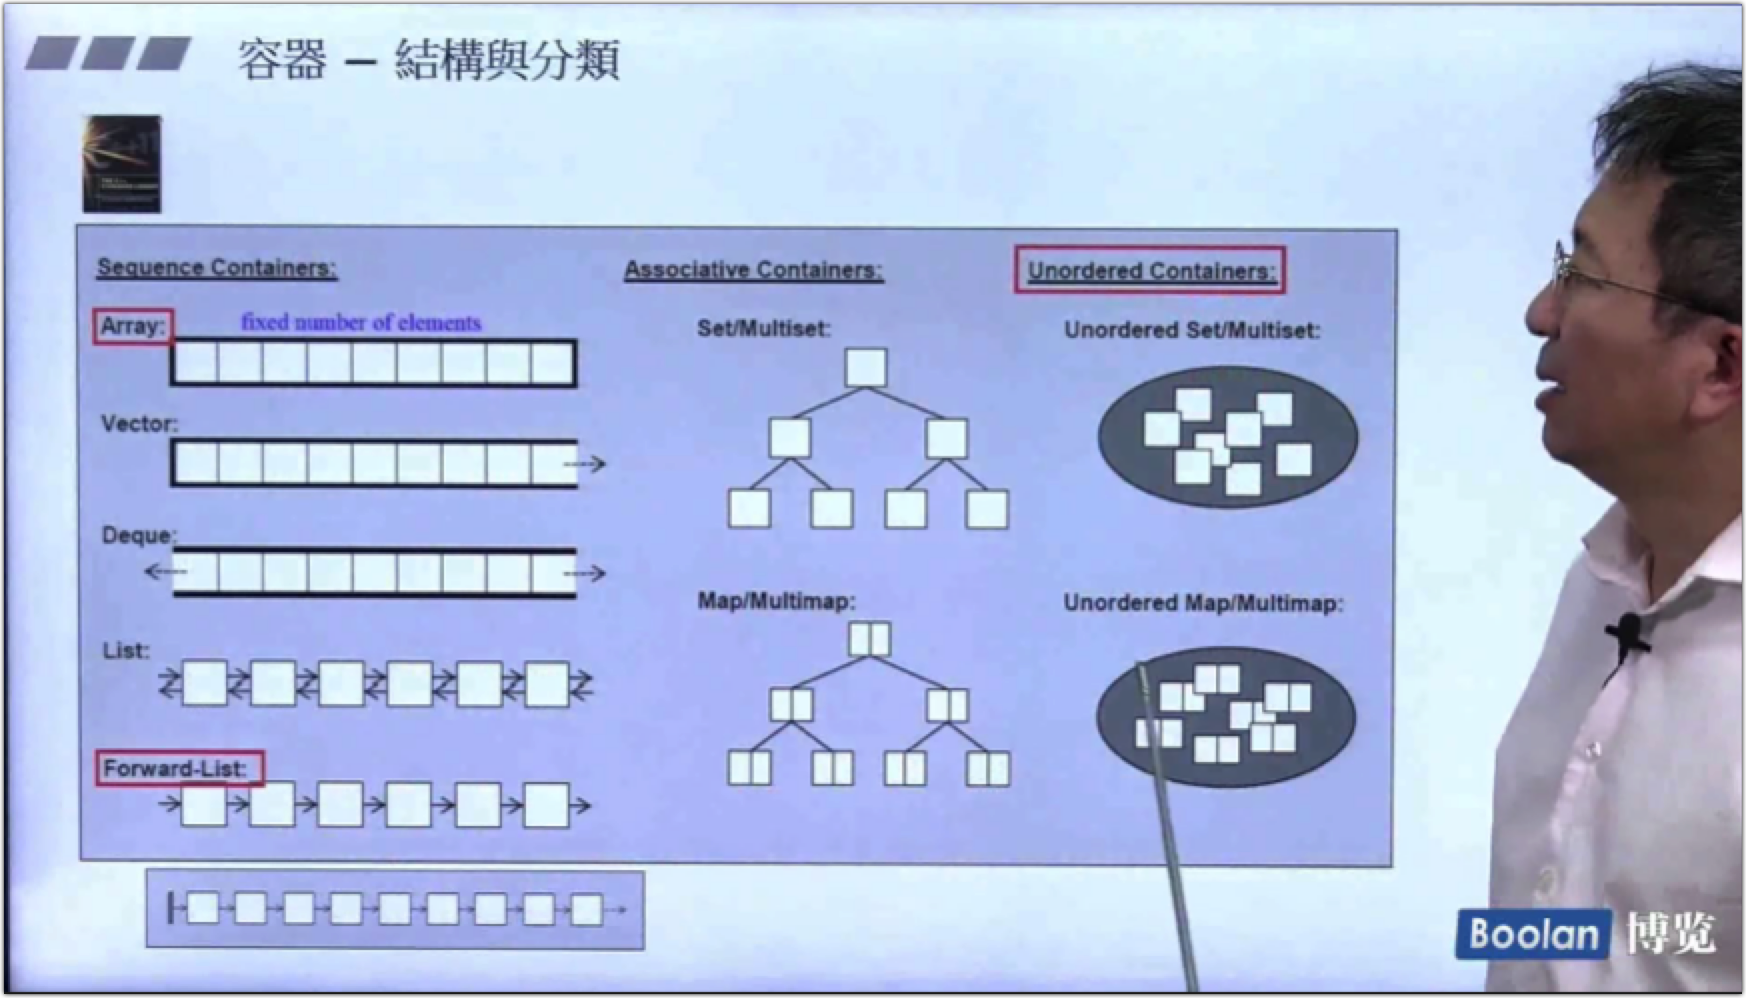 容器 – 結構與分類
Sequence Containers:
Array:
fixed number of elements
Vector:
Deque:
List:
Forward-List:
Associative Containers:
Set/Multiset:
Map/Multimap:
Unordered Containers:
Unordered Set/Multiset:
Unordered Map/Multimap:
Boolan 博览